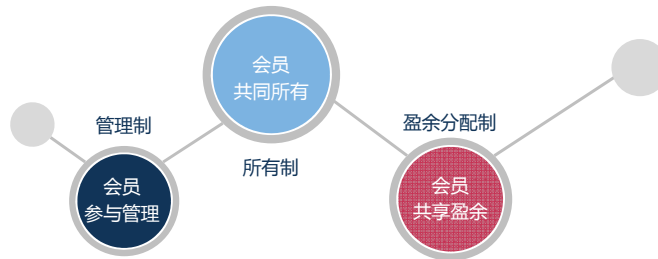 会员
共同所有
管理制
盈余分配制
所有制
会员
参与管理
会员
共享盈余